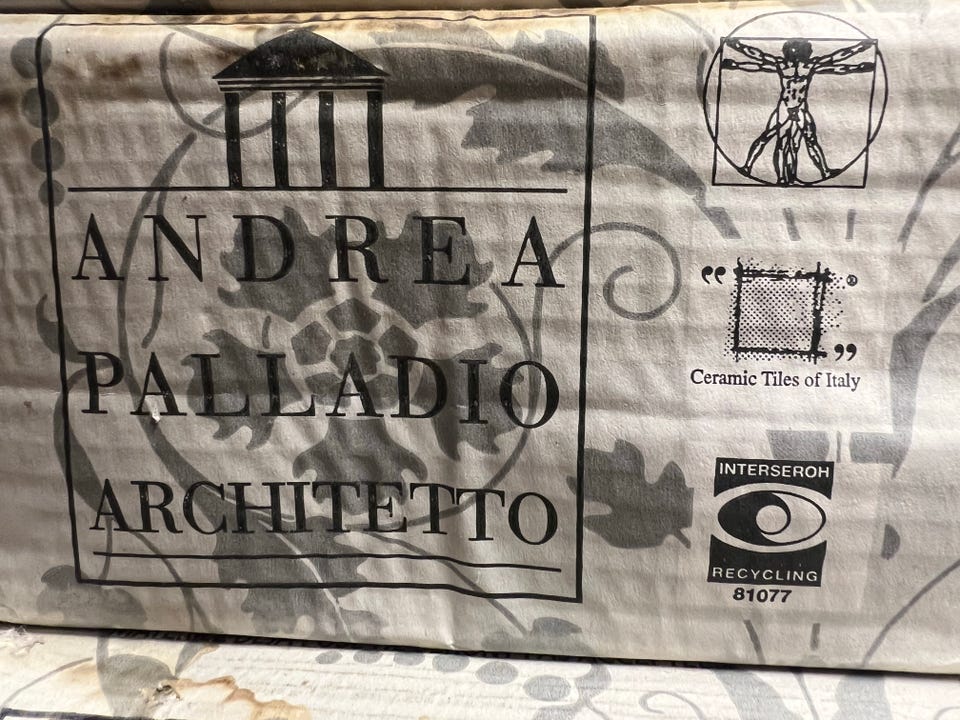 ANDREA
PALLADIO
ARCHITETTO
“ ® ”
Ceramic Tiles of Italy
INTERSEROH
RECYCLING
81077